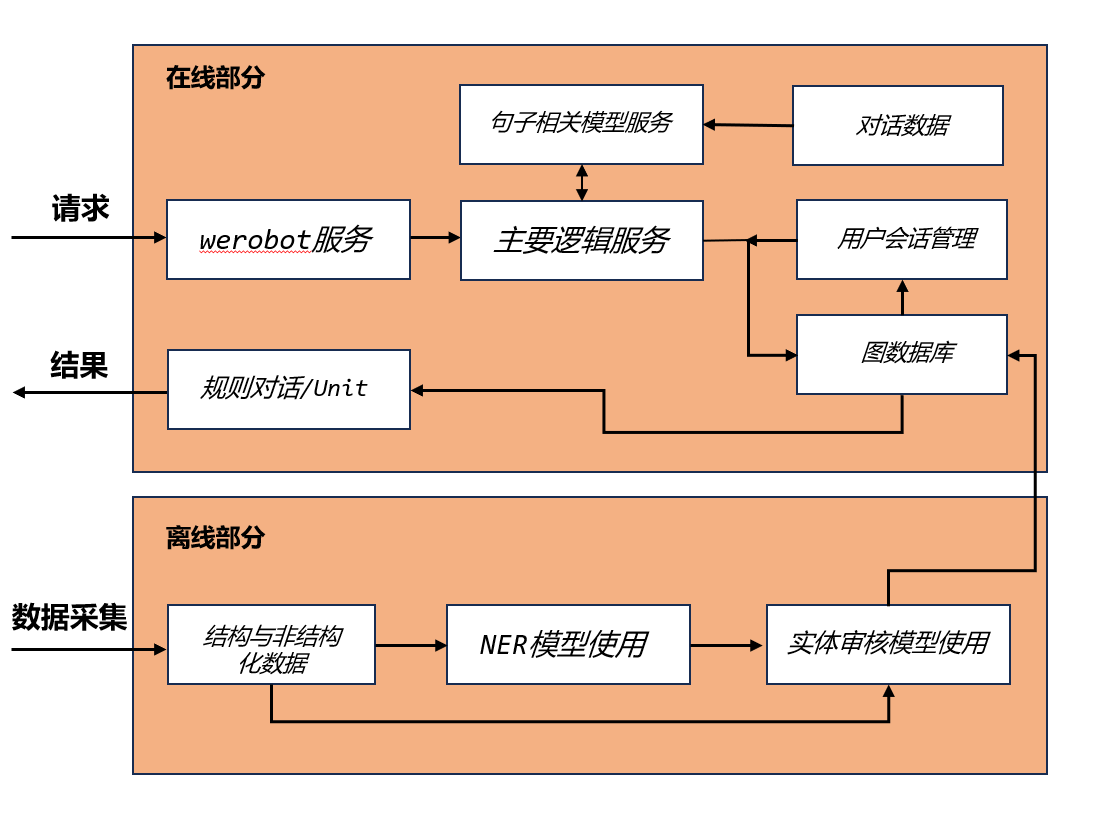 在线部分
句子相关模型服务
对话数据
请求
werobot服务
主要逻辑服务
用户会话管理
图数据库
结果
规则对话/Unit
离线部分
数据采集
结构与非结构
化数据
NER模型使用
实体审核模型使用